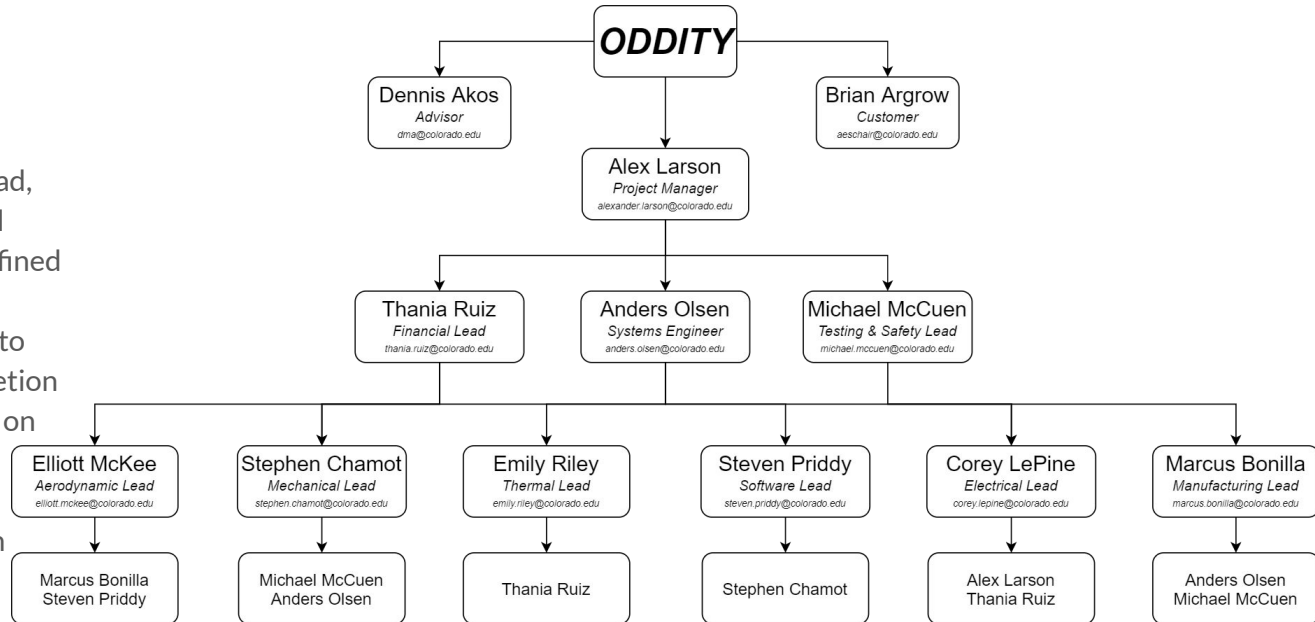 ODDITY
Dennis Akos
Advisor
dma@colorado.edu
Brian Argrow
Customer
aeschair@colorado.edu
Alex Larson
Project Manager
alexander.larson@colorado.edu
ad,
fined
to
etion
on
Thania Ruiz
Financial Lead
thania.ruiz@colorado.edu
Anders Olsen
Systems Engineer
anders.olsen@colorado.edu
Michael McCuen
Testing & Safety Lead
michael.mccuen@colorado.edu
Elliott McKee
Aerodynamic Lead
elliott.mckee@colorado.edu
Stephen Chamot
Mechanical Lead
stephen.chamot@colorado.edu
Emily Riley
Thermal Lead
emily.riley@colorado.edu
Steven Priddy
Software Lead
steven.priddy@colorado.edu
Corey LePine
Electrical Lead
corey.lepine@colorado.edu
Marcus Bonilla
Manufacturing Lead
marcus.bonilla@colorado.edu
Marcus Bonilla
Steven Priddy
Michael McCuen
Anders Olsen
Thania Ruiz
Stephen Chamot
Alex Larson
Thania Ruiz
Anders Olsen
Michael McCuen